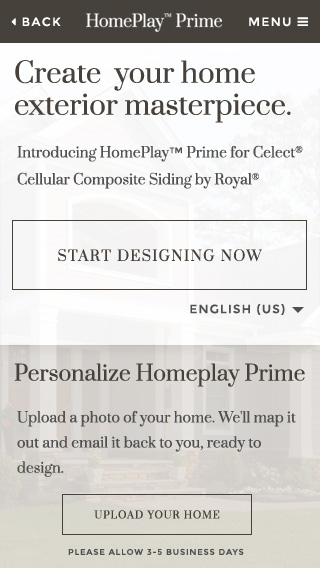 BACK HomePlay™ Prime MENU
Create your home
exterior masterpiece.
Introducing HomePlay™ Prime for Celect®
Cellular Composite Siding by Royal®
START DESIGNING NOW
ENGLISH (US)
Personalize Homeplay Prime
Upload a photo of your home. We'll map it
out and email it back to you, ready to
design.
UPLOAD YOUR HOME
PLEASE ALLOW 3-5 BUSINESS DAYS